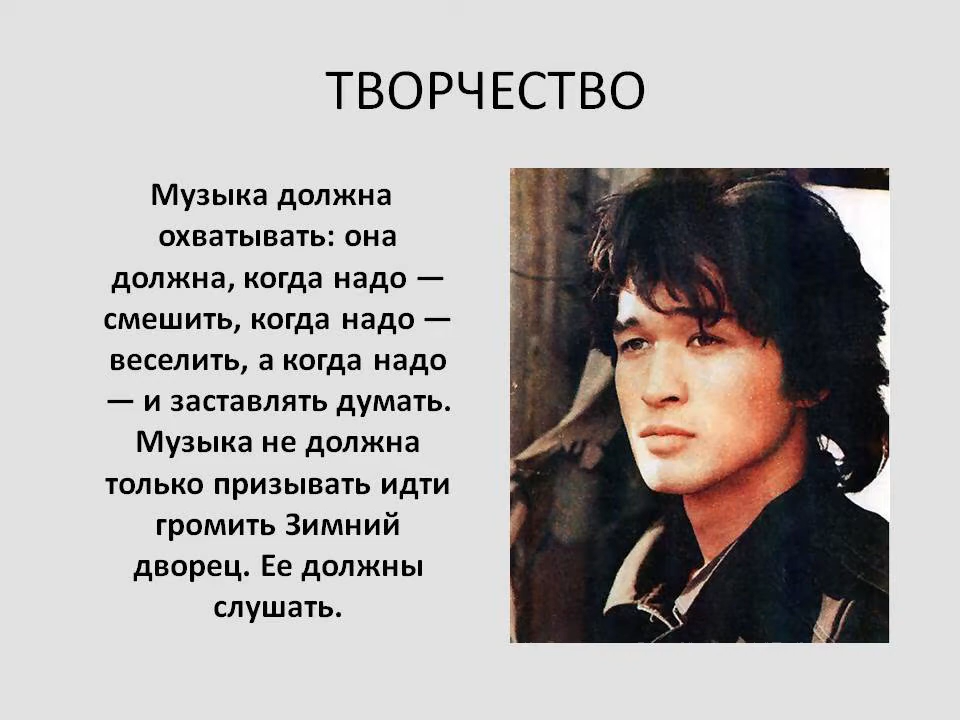 ТВОРЧЕСТВО
Музыка должна
охватывать: она
должна, когда надо —
смешить, когда надо —
веселить, а когда надо
— и заставлять думать.
Музыка не должна
только призывать идти
громить Зимний
дворец. Ее должны
слушать.